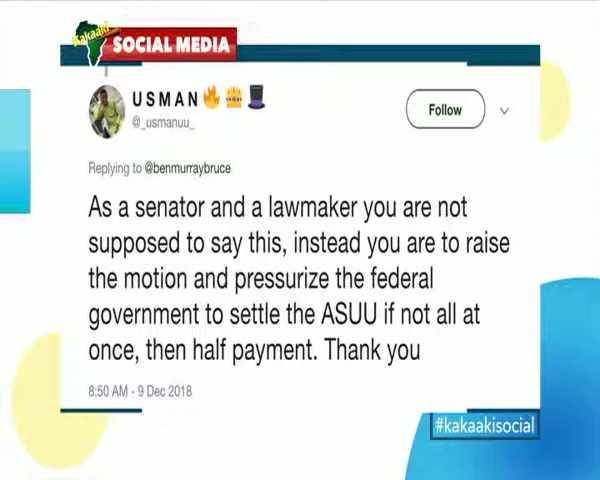 Kakaaki
SOCIAL MEDIA
USMAN🔥👑🎩
@_usmanuu_
Follow
Replying to @benmurraybruce
As a senator and a lawmaker you are not
supposed to say this, instead you are to raise
the motion and pressurize the federal
government to settle the ASUU if not all at
once, then half payment. Thank you
8:50 AM - 9 Dec 2018
#kakaakisocial